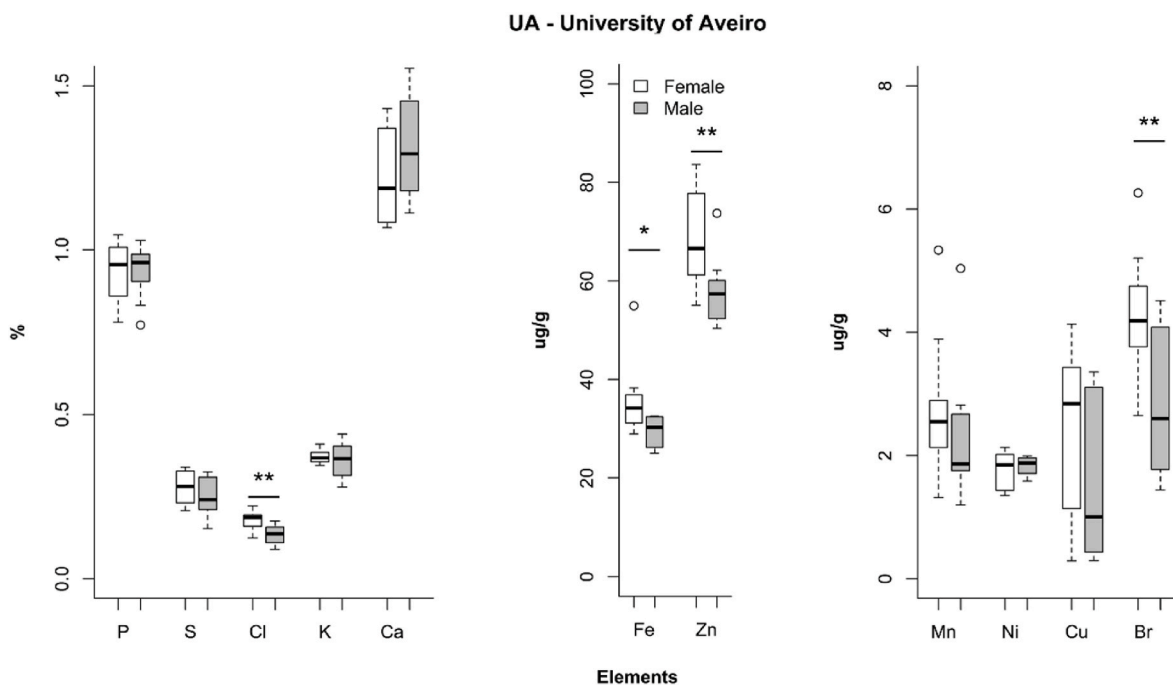 UA - University of Aveiro
%
1.5
1.0
0.5
0.0
P S Cl K Ca
**
ug/g
100
80
60
40
20
0
Female
Male
*
**
Fe Zn
ug/g
8
6
4
2
0
**
Mn Ni Cu Br
Elements